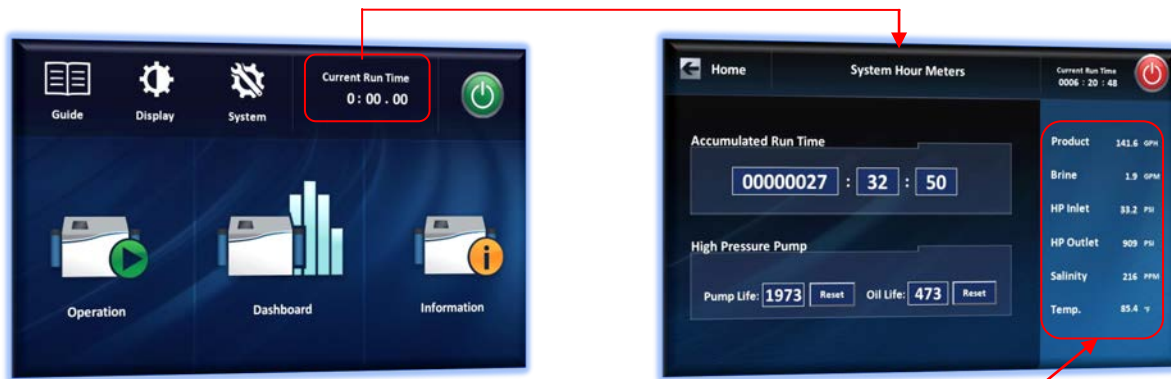 Guide
Display
System
Current Run Time
0 : 00 . 00
Operation
Dashboard
Information
Home
System Hour Meters
Current Run Time
0006 : 20 : 48
Accumulated Run Time
00000027 : 32 : 50
High Pressure Pump
Pump Life: 1973 Reset Oil Life: 473 Reset
Product 141.6 GPH
Brine 1.9 GPM
HP Inlet 33.2 PSI
HP Outlet 909 PSI
Salinity 216 PPM
Temp. 85.4 °F